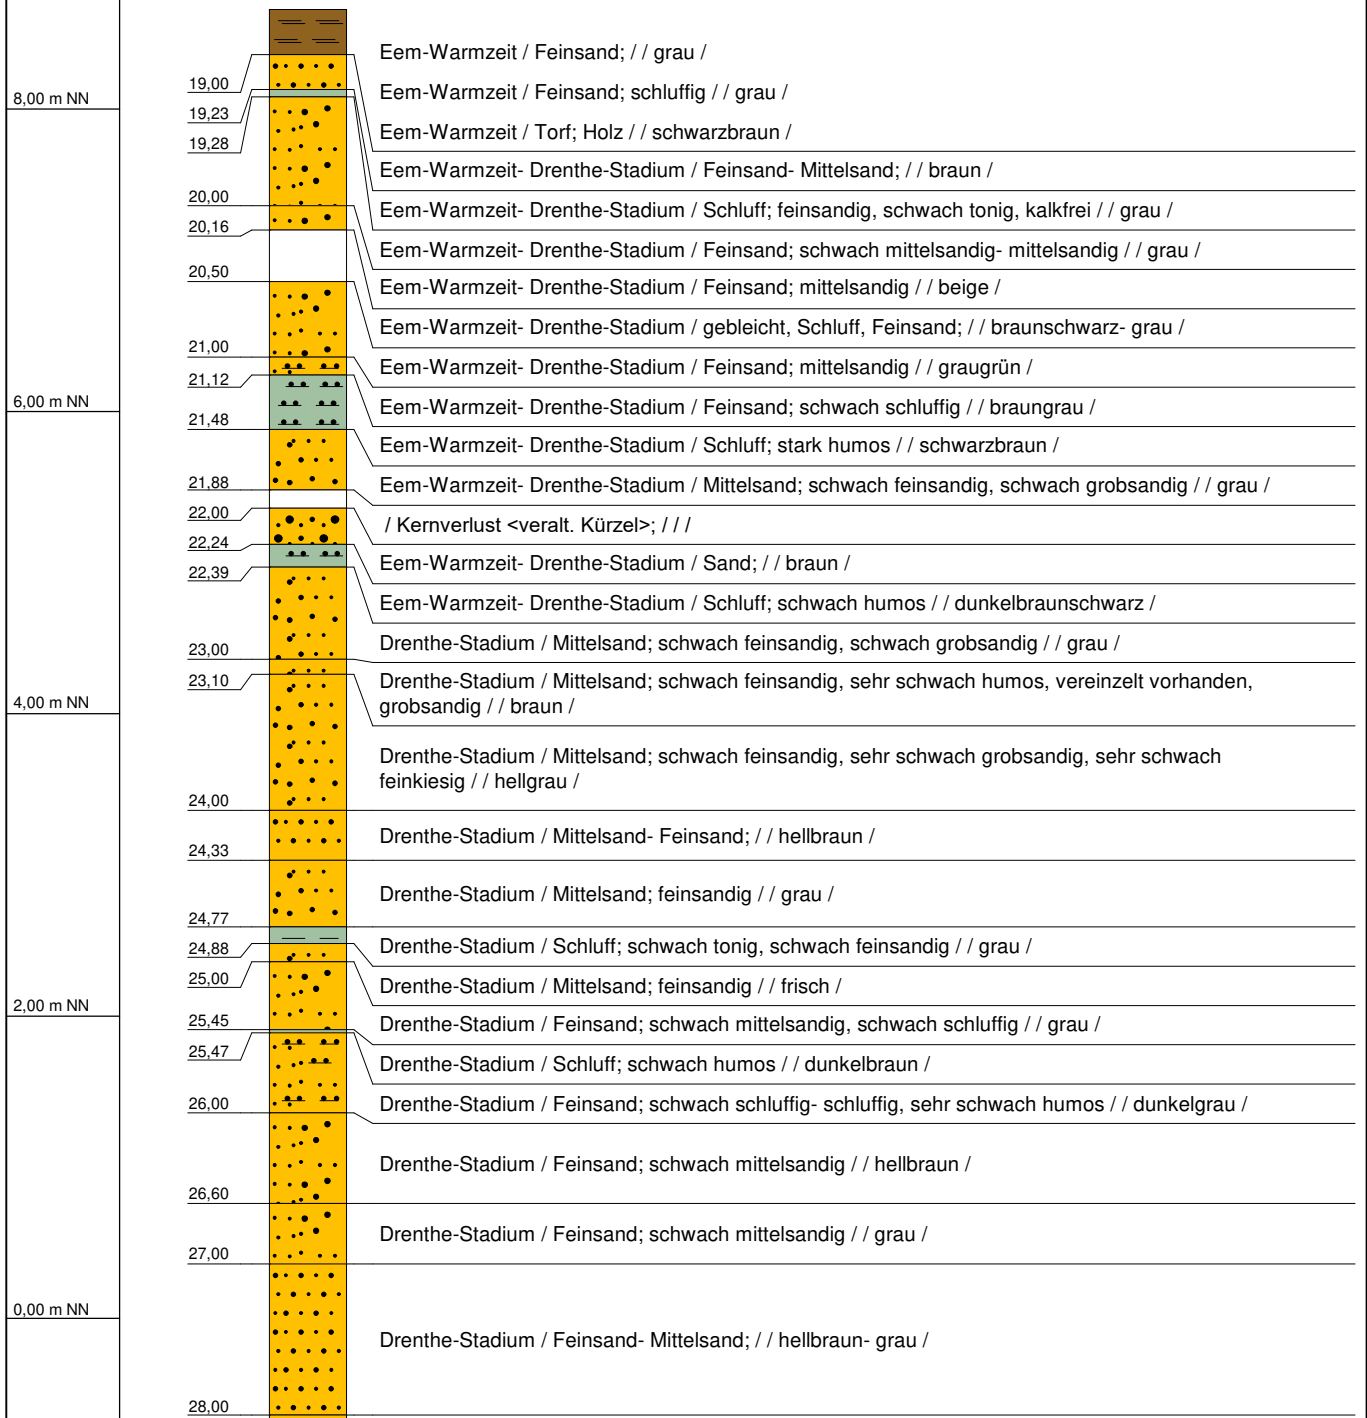 Eem-Warmzeit / Feinsand; / / grau /
19,00
Eem-Warmzeit / Feinsand; schluffig / / grau /
8,00 m NN
19,23
Eem-Warmzeit / Torf; Holz / / schwarzbraun /
19,28
Eem-Warmzeit- Drenthe-Stadium / Feinsand- Mittelsand; / / braun /
20,00
Eem-Warmzeit- Drenthe-Stadium / Schluff; feinsandig, schwach tonig, kalkfrei / / grau /
20,16
Eem-Warmzeit- Drenthe-Stadium / Feinsand; schwach mittelsandig- mittelsandig / / grau /
20,50
Eem-Warmzeit- Drenthe-Stadium / Feinsand; mittelsandig / / beige /
Eem-Warmzeit- Drenthe-Stadium / gebleicht, Schluff, Feinsand; / / braunschwarz- grau /
21,00
Eem-Warmzeit- Drenthe-Stadium / Feinsand; mittelsandig / / graugrün /
21,12
6,00 m NN
Eem-Warmzeit- Drenthe-Stadium / Feinsand; schwach schluffig / / braungrau /
21,48
Eem-Warmzeit- Drenthe-Stadium / Schluff; stark humos / / schwarzbraun /
21,88
Eem-Warmzeit- Drenthe-Stadium / Mittelsand; schwach feinsandig, schwach grobsandig / / grau /
22,00
/ Kernverlust <veralt. Kürzel>; / / /
22,24
Eem-Warmzeit- Drenthe-Stadium / Sand; / / braun /
22,39
Eem-Warmzeit- Drenthe-Stadium / Schluff; schwach humos / / dunkelbraunschwarz /
23,00
Drenthe-Stadium / Mittelsand; schwach feinsandig, schwach grobsandig / / grau /
23,10
Drenthe-Stadium / Mittelsand; schwach feinsandig, sehr schwach humos, vereinzelt vorhanden,
grobsandig / / braun /
4,00 m NN
Drenthe-Stadium / Mittelsand; schwach feinsandig, sehr schwach grobsandig, sehr schwach
feinkiesig / / hellgrau /
24,00
Drenthe-Stadium / Mittelsand- Feinsand; / / hellbraun /
24,33
Drenthe-Stadium / Mittelsand; feinsandig / / grau /
24,77
24,88
Drenthe-Stadium / Schluff; schwach tonig, schwach feinsandig / / grau /
25,00
Drenthe-Stadium / Mittelsand; feinsandig / / frisch /
2,00 m NN
25,45
Drenthe-Stadium / Feinsand; schwach mittelsandig, schwach schluffig / / grau /
25,47
Drenthe-Stadium / Schluff; schwach humos / / dunkelbraun /
26,00
Drenthe-Stadium / Feinsand; schwach schluffig- schluffig, sehr schwach humos / / dunkelgrau /
Drenthe-Stadium / Feinsand; schwach mittelsandig / / hellbraun /
26,60
Drenthe-Stadium / Feinsand; schwach mittelsandig / / grau /
27,00
0,00 m NN
Drenthe-Stadium / Feinsand- Mittelsand; / / hellbraun- grau /
28,00